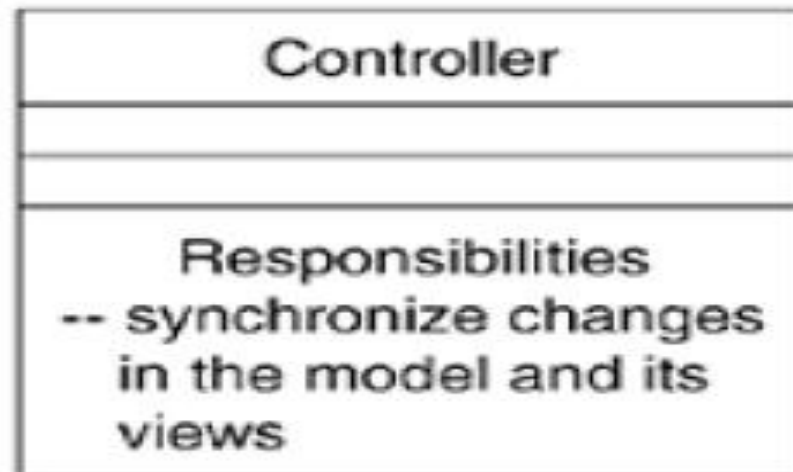 Controller
Responsibilities
-- synchronize changes
in the model and its
views